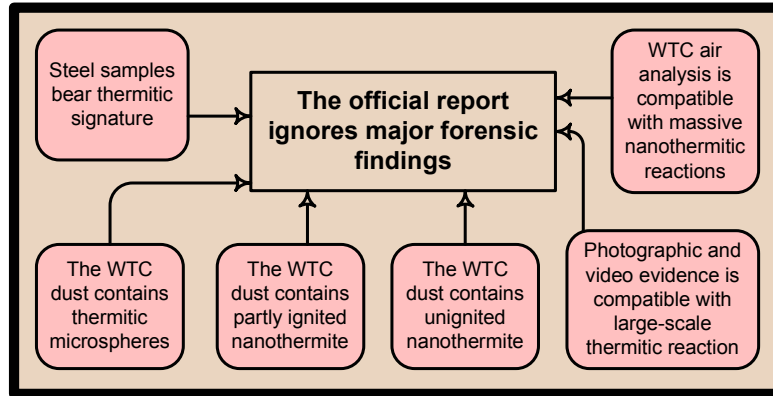 Steel samples
bear thermitic
signature
The official report
ignores major forensic
findings
WTC air
analysis is
compatible
with massive
nanothermitic
reactions
The WTC
dust contains
thermitic
microspheres
The WTC
dust contains
partly ignited
nanothermite
The WTC
dust contains
unignited
nanothermite
Photographic and
video evidence is
compatible with
large-scale
thermitic reaction